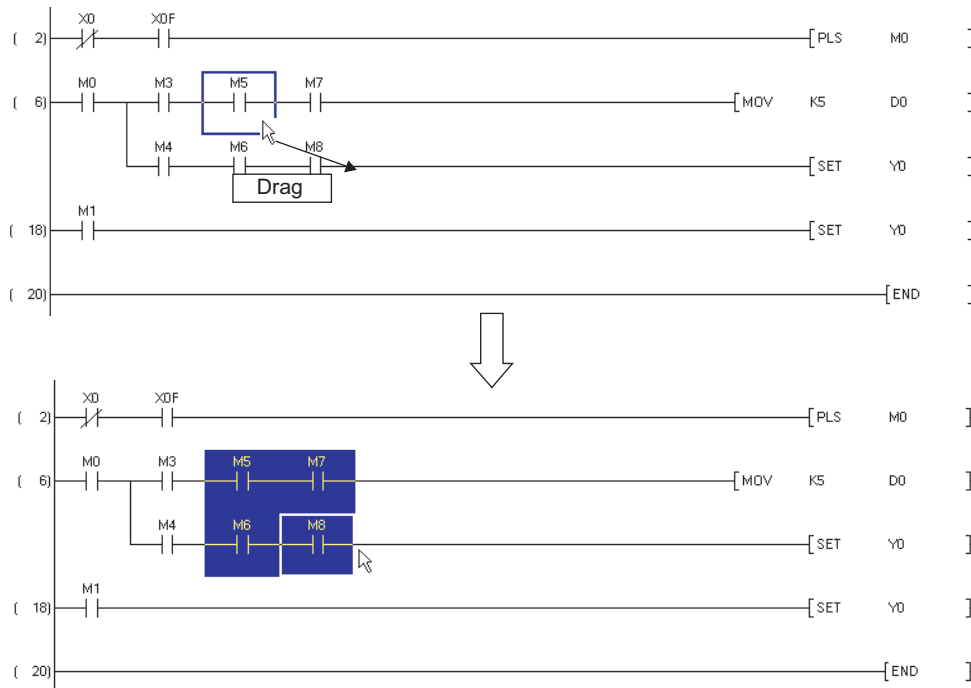 X0 X0F
( 2) [ PLS M0 ]
M0 M3 M5 M7
( 6) [ MOV K5 D0 ]
M4 M6 M8
[ SET Y0 ]
Drag
M1
( 18) [ SET Y0 ]
( 20) [ END ]
X0 X0F
( 2) [ PLS M0 ]
M0 M3 M5 M7
( 6) [ MOV K5 D0 ]
M4 M6 M8
[ SET Y0 ]
M1
( 18) [ SET Y0 ]
( 20) [ END ]